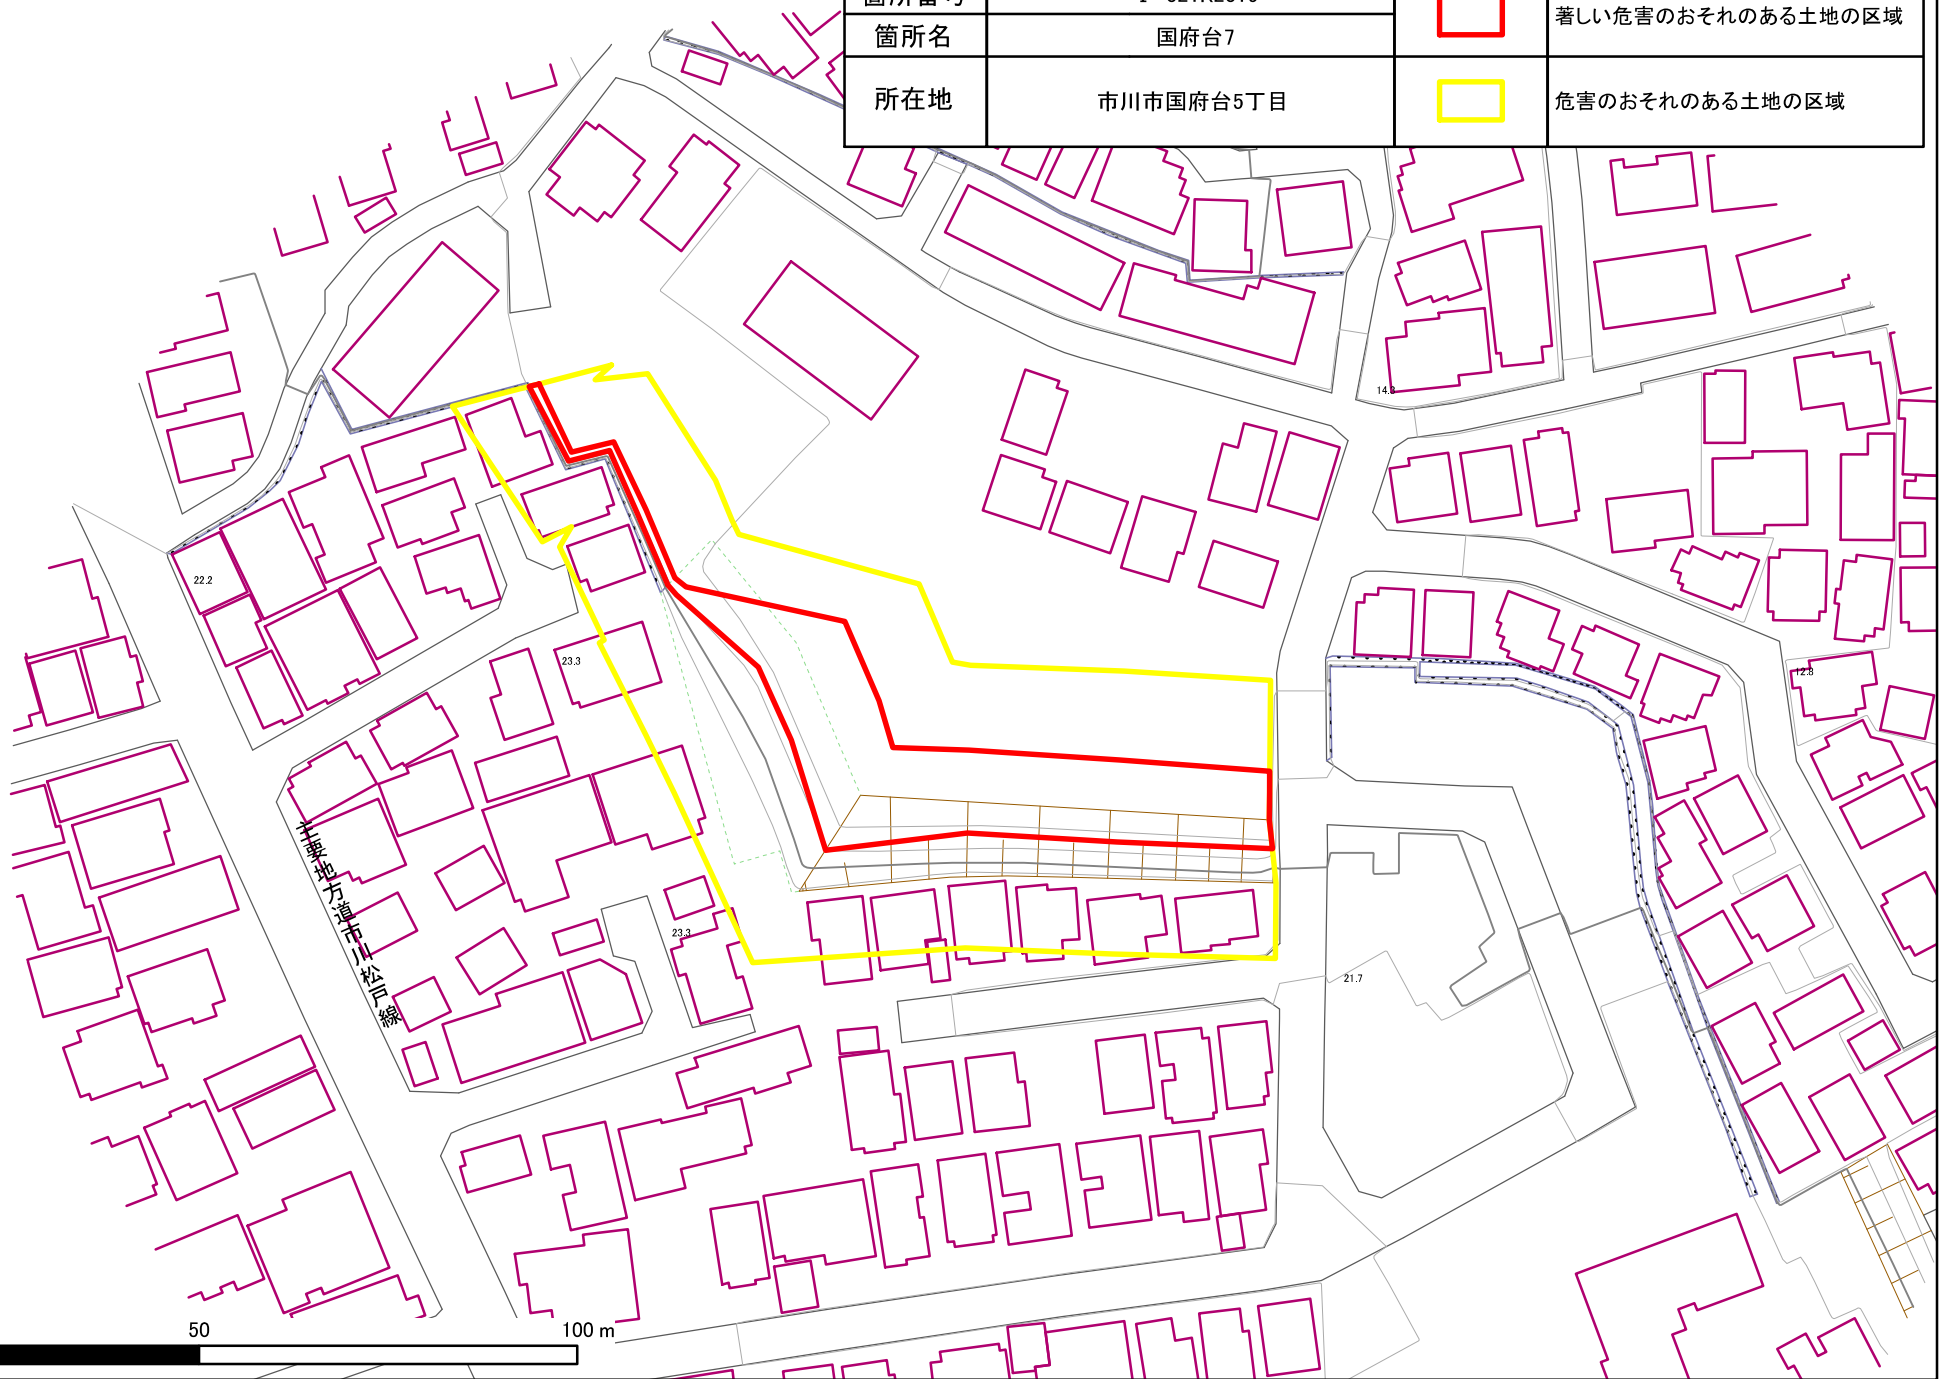 著しい危害のおそれのある土地の区域
箇所名
国府台7
所在地
市川市国府台5丁目
危害のおそれのある土地の区域
14.3
22.2
23.3
12.8
主要地方道市川松戸線
23.3
21.7
50
100 m